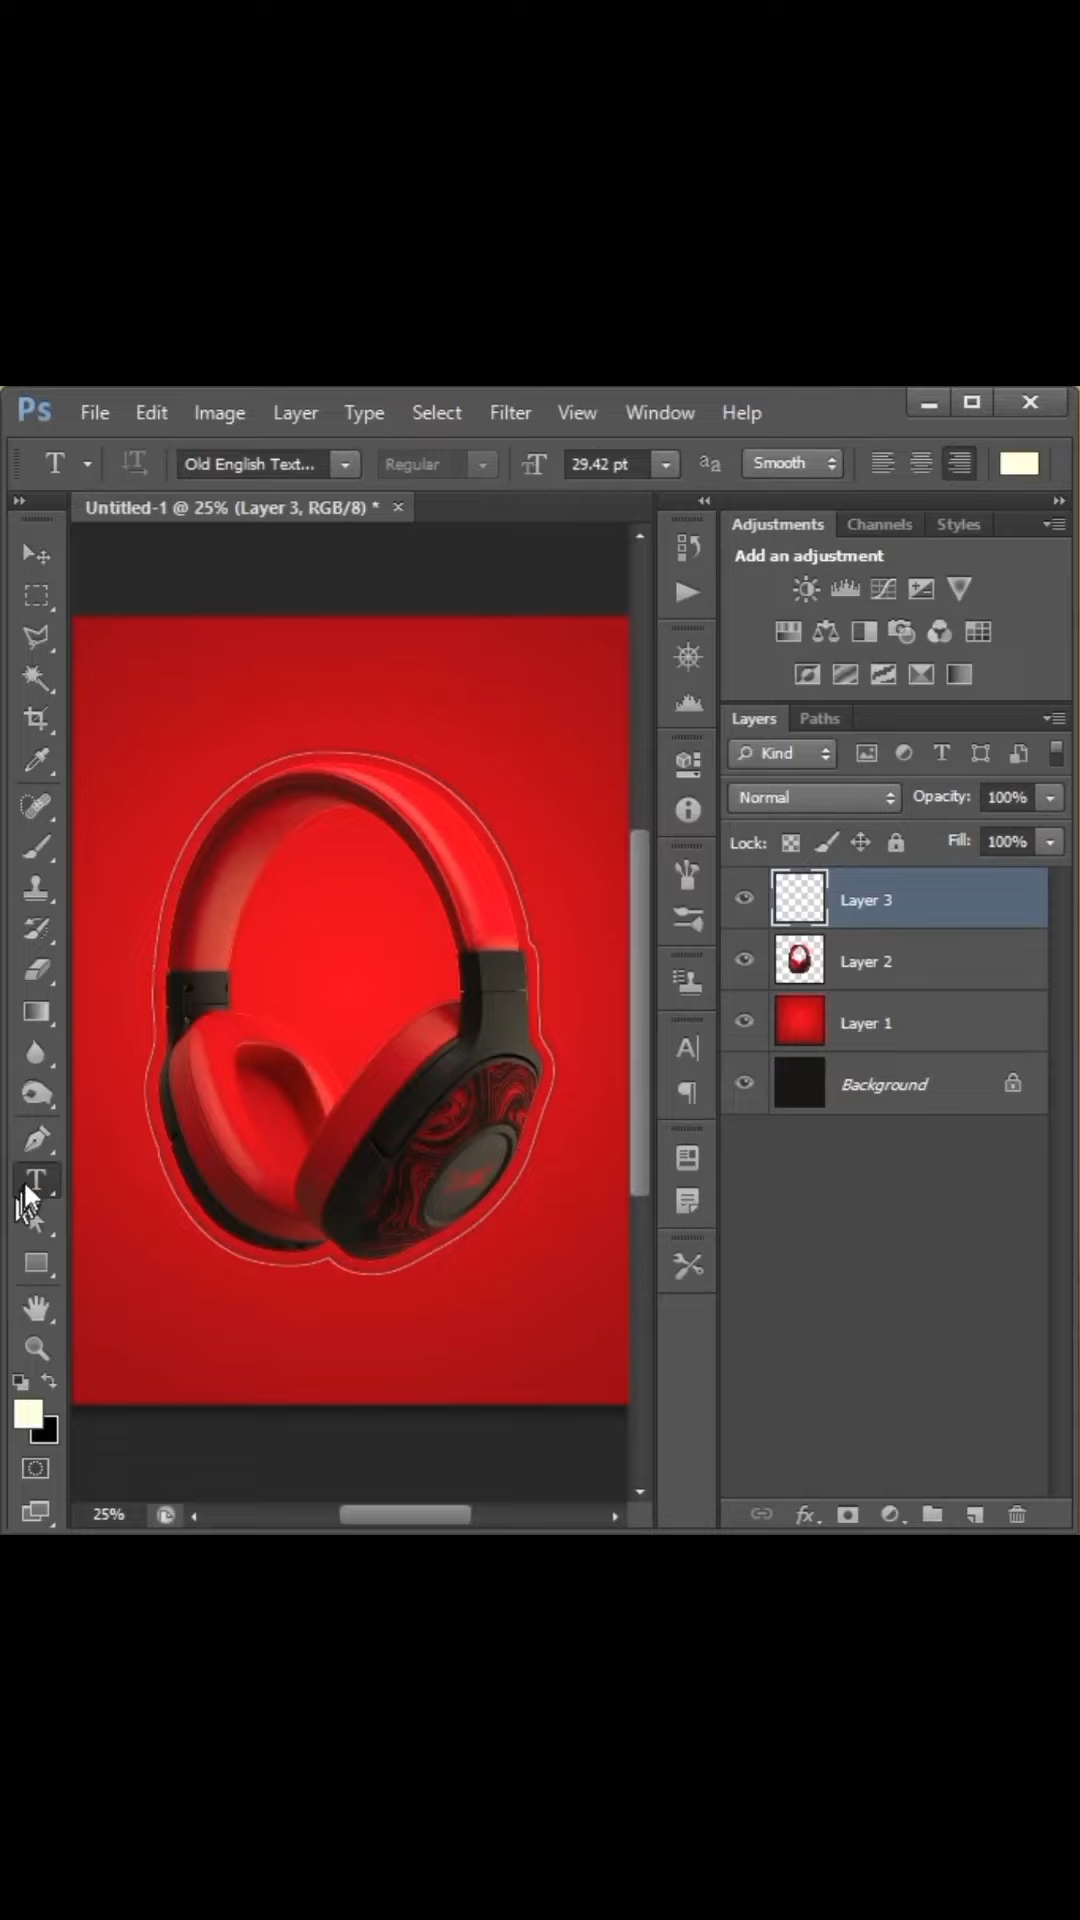 Ps File Edit Image Layer Type Select Filter View Window Help
T Old English Text... Regular 29.42 pt aa Smooth
Untitled-1 @ 25% (Layer 3, RGB/8) * ×
Adjustments Channels Styles
Add an adjustment
Layers Paths
Kind T
Normal Opacity: 100%
Lock: Fill: 100%
Layer 3
Layer 2
Layer 1
Background
A
T
25% fx